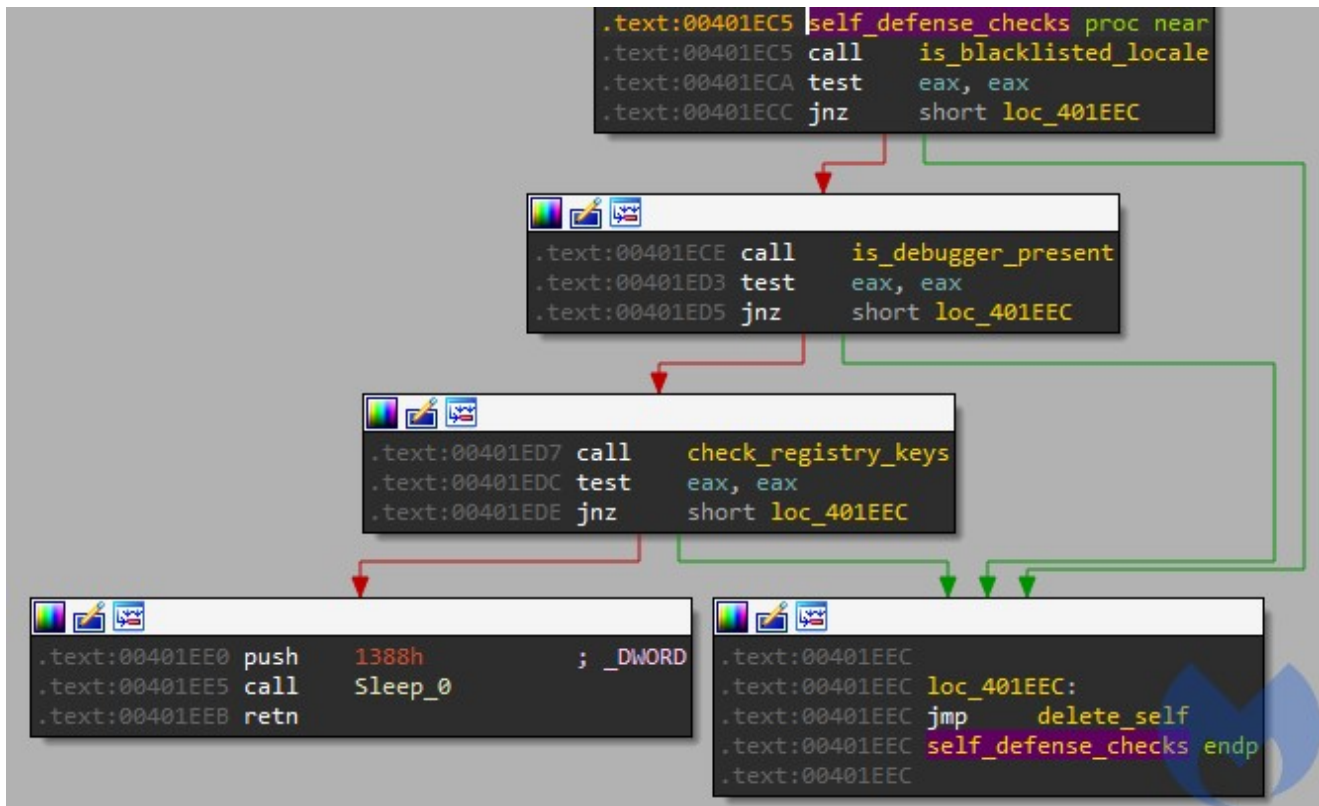 .text:00401EC5 self_defense_checks proc near
.text:00401EC5 call is_blacklisted_locale
.text:00401ECA test eax, eax
.text:00401ECC jnz short loc_401EEC
.text:00401ECE call is_debugger_present
.text:00401ED3 test eax, eax
.text:00401ED5 jnz short loc_401EEC
.text:00401ED7 call check_registry_keys
.text:00401EDC test eax, eax
.text:00401EDE jnz short loc_401EEC
.text:00401EE0 push 1388h ; _DWORD
.text:00401EE5 call Sleep_0
.text:00401EEB retn
.text:00401EEC
.text:00401EEC loc_401EEC:
.text:00401EEC jmp delete_self
.text:00401EEC self_defense_checks endp
.text:00401EEC